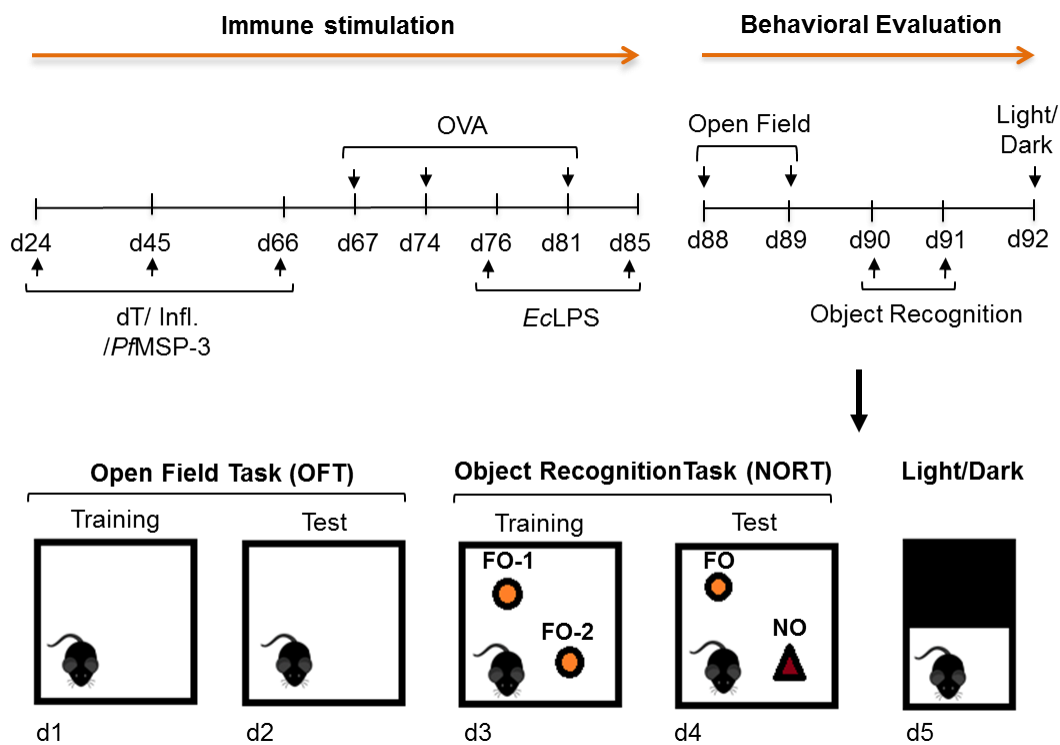 Immune stimulation
Behavioral Evaluation
OVA
Open Field
Light/
Dark
d24 d45 d66 d67 d74 d76 d81 d85
d88 d89 d90 d91 d92
dT/ Infl.
/PfMSP-3
EcLPS
Object Recognition
Open Field Task (OFT)
Object RecognitionTask (NORT)
Light/Dark
Training
Test
Training
Test
FO-1
FO-2
FO
NO
d1
d2
d3
d4
d5